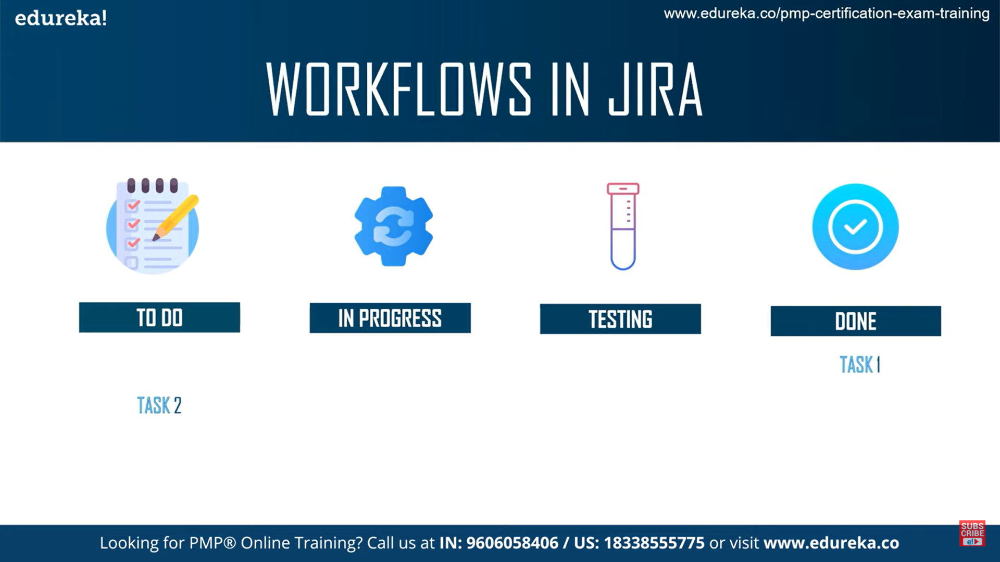 edureka!
www.edureka.co/pmp-certification-exam-training
WORKFLOWS IN JIRA
TO DO
IN PROGRESS
TESTING
DONE
TASK 1
TASK 2
Looking for PMP® Online Training? Call us at IN: 9606058406 / US: 18338555775 or visit www.edureka.co
SUBS
CRIBE
e!